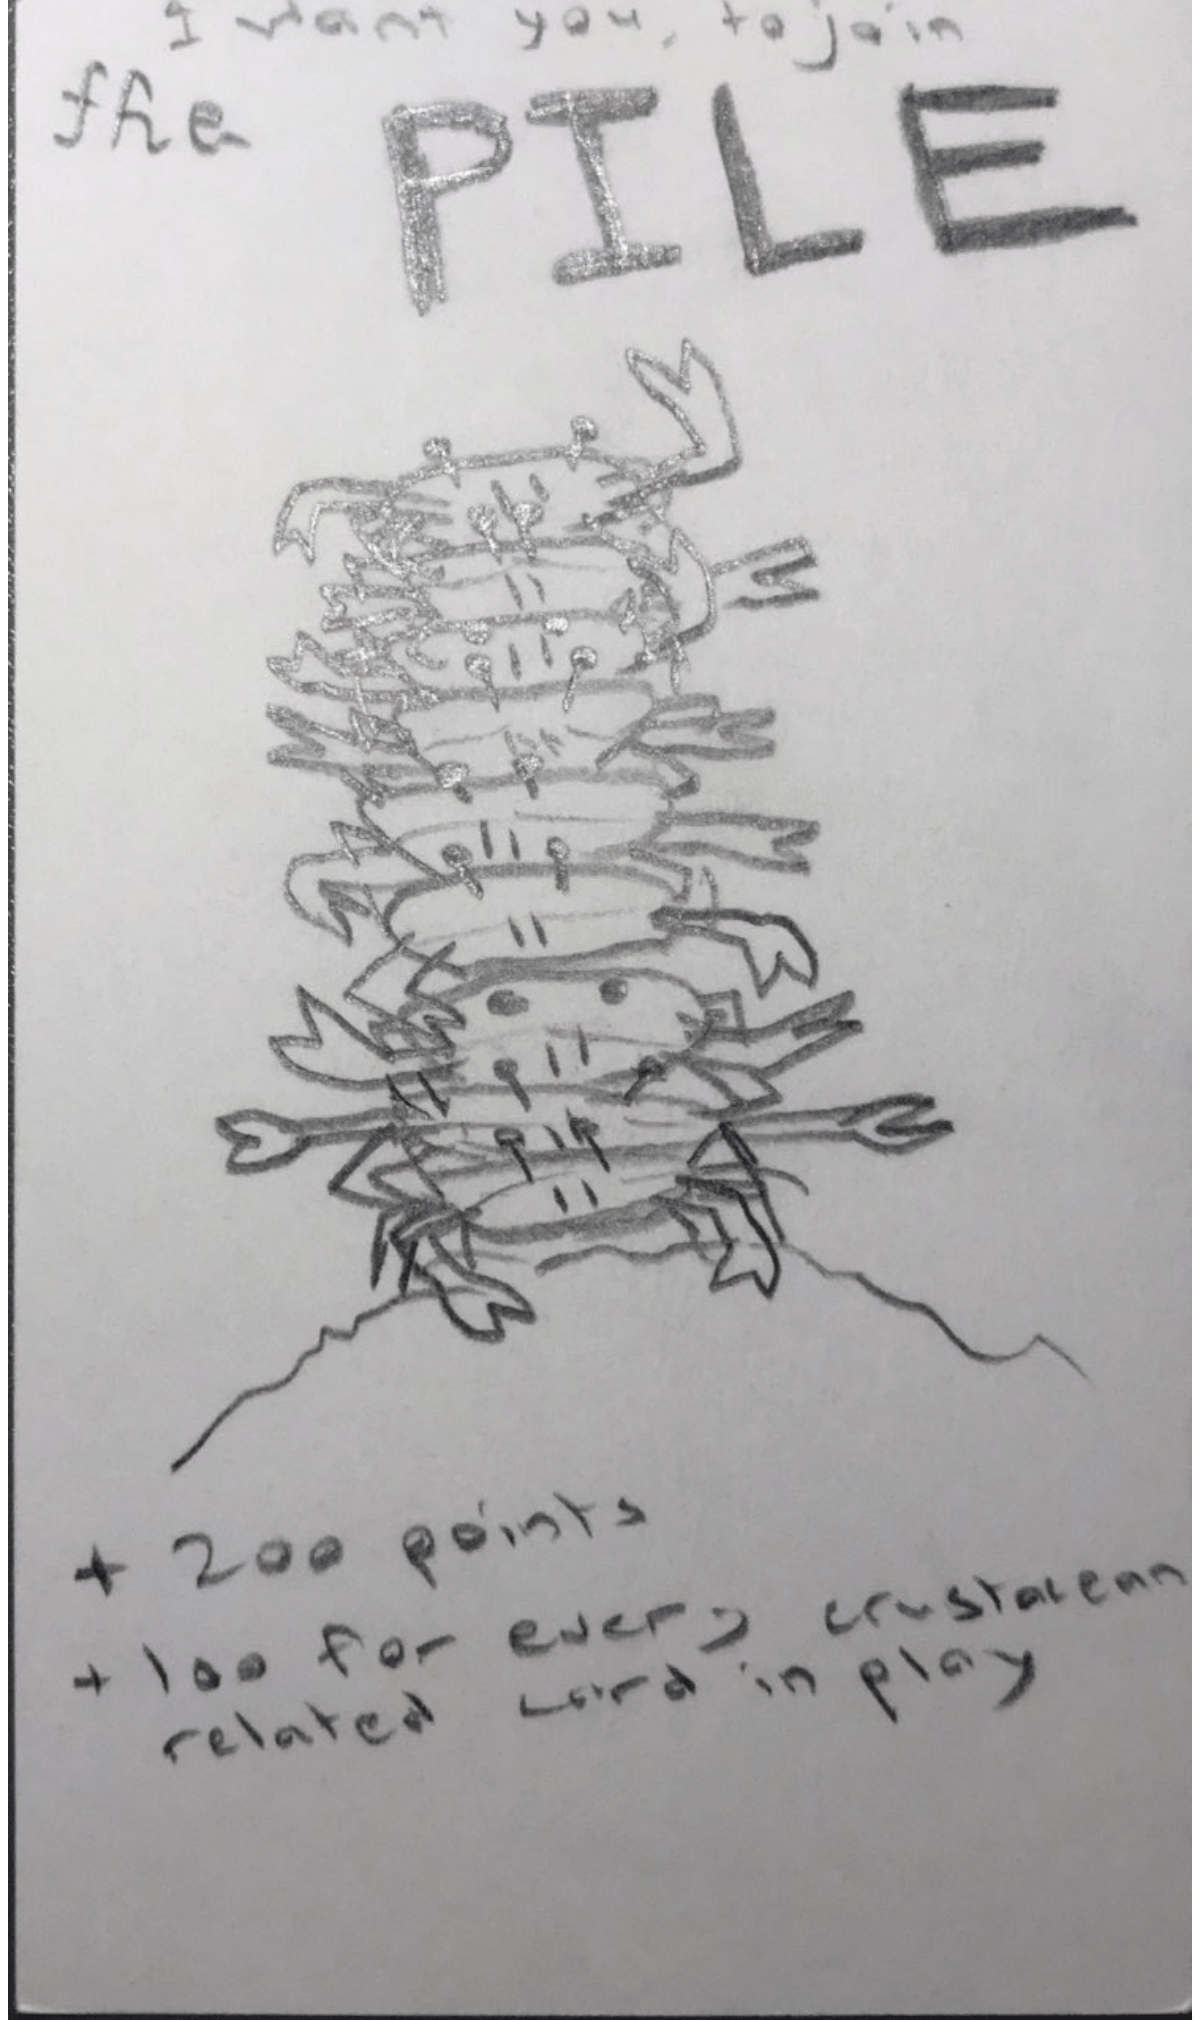 I want you, to join
the PILE
+ 200 points
+ 100 for every crustacean
related card in play